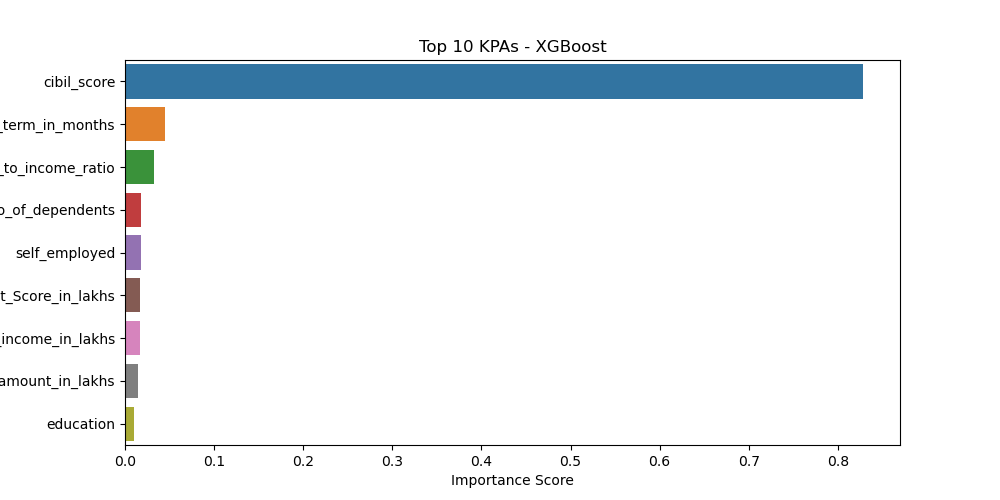 Top 10 KPAs - XGBoost
cibil_score
_term_in_months
_to_income_ratio
o_of_dependents
self_employed
t_Score_in_lakhs
_income_in_lakhs
amount_in_lakhs
education
0.0 0.1 0.2 0.3 0.4 0.5 0.6 0.7 0.8
Importance Score